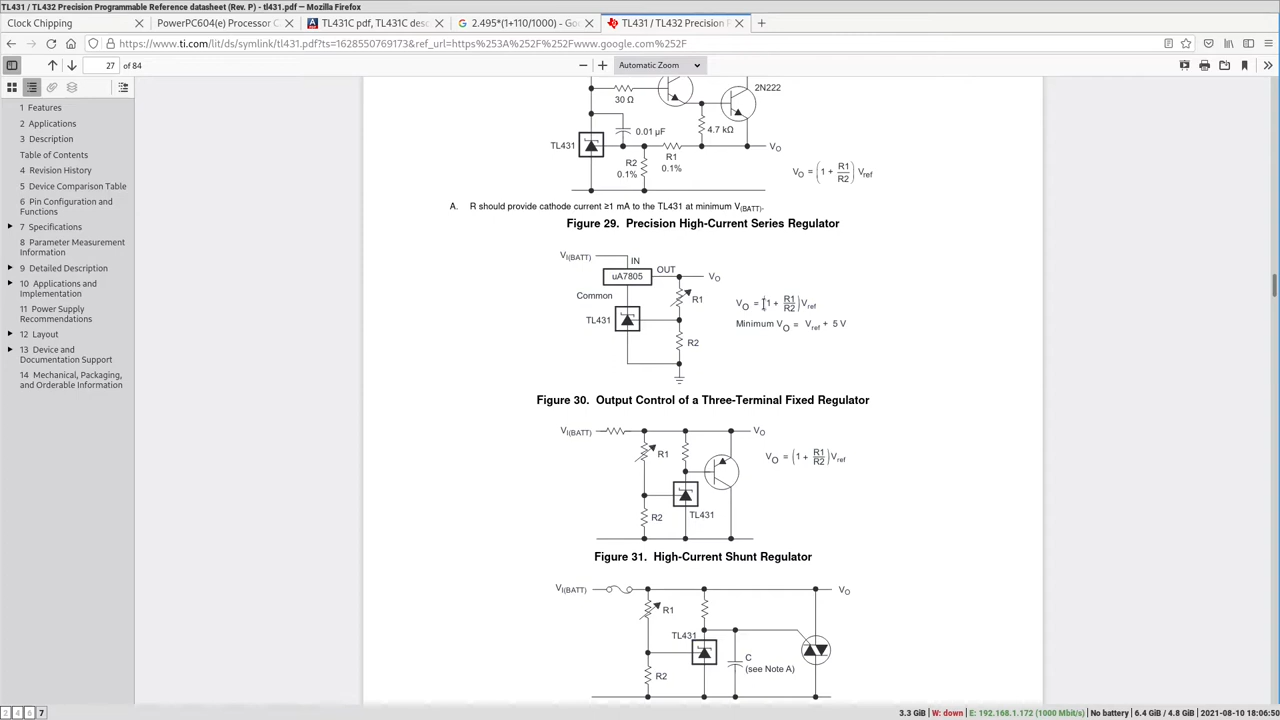 TL431 / TL432 Precision Programmable Reference datasheet (Rev. P) - tl431.pdf — Mozilla Firefox
Clock Chipping
PowerPC604(e) Processor C
TL431C pdf, TL431C desc
2.495*(1+110/1000) - Goo
TL431 / TL432 Precision P
https://www.ti.com/lit/ds/symlink/tl431.pdf?ts=1628550769173&ref_url=https%253A%252F%252Fwww.google.com%252F
27 of 84
Automatic Zoom
1 Features
2 Applications
3 Description
Table of Contents
4 Revision History
5 Device Comparison Table
6 Pin Configuration and
Functions
7 Specifications
8 Parameter Measurement
Information
9 Detailed Description
10 Applications and
Implementation
11 Power Supply
Recommendations
12 Layout
13 Device and
Documentation Support
14 Mechanical, Packaging,
and Orderable Information
2N222
30 Ω
0.01 µF
4.7 kΩ
TL431
VO
R2
0.1%
R1
0.1%
VO = (1 + R1/R2) Vref
A. R should provide cathode current ≥1 mA to the TL431 at minimum VI(BATT).
Figure 29. Precision High-Current Series Regulator
VI(BATT)
IN
uA7805
OUT
VO
Common
R1
TL431
R2
VO = (1 + R1/R2)Vref
Minimum VO = Vref + 5 V
Figure 30. Output Control of a Three-Terminal Fixed Regulator
VI(BATT)
VO
R1
VO = (1 + R1/R2)Vref
TL431
R2
Figure 31. High-Current Shunt Regulator
VI(BATT)
VO
R1
TL431
C
(see Note A)
R2
2 4 6 7
3.3 GiB | W: down | E: 192.168.1.172 (1000 Mbit/s) | No battery | 6.4 GiB / 4.8 GiB | 2021-08-10 18:06:50